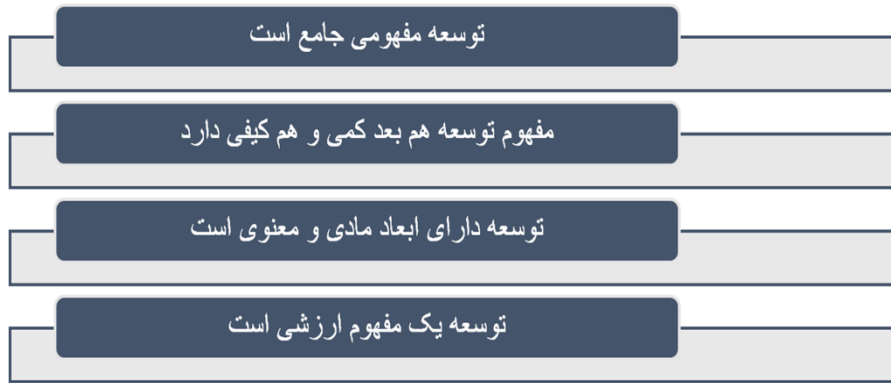 توسعه مفهومی جامع است
مفهوم توسعه هم بعد کمی و هم کیفی دارد
توسعه دارای ابعاد مادی و معنوی است
توسعه یک مفهوم ارزشی است